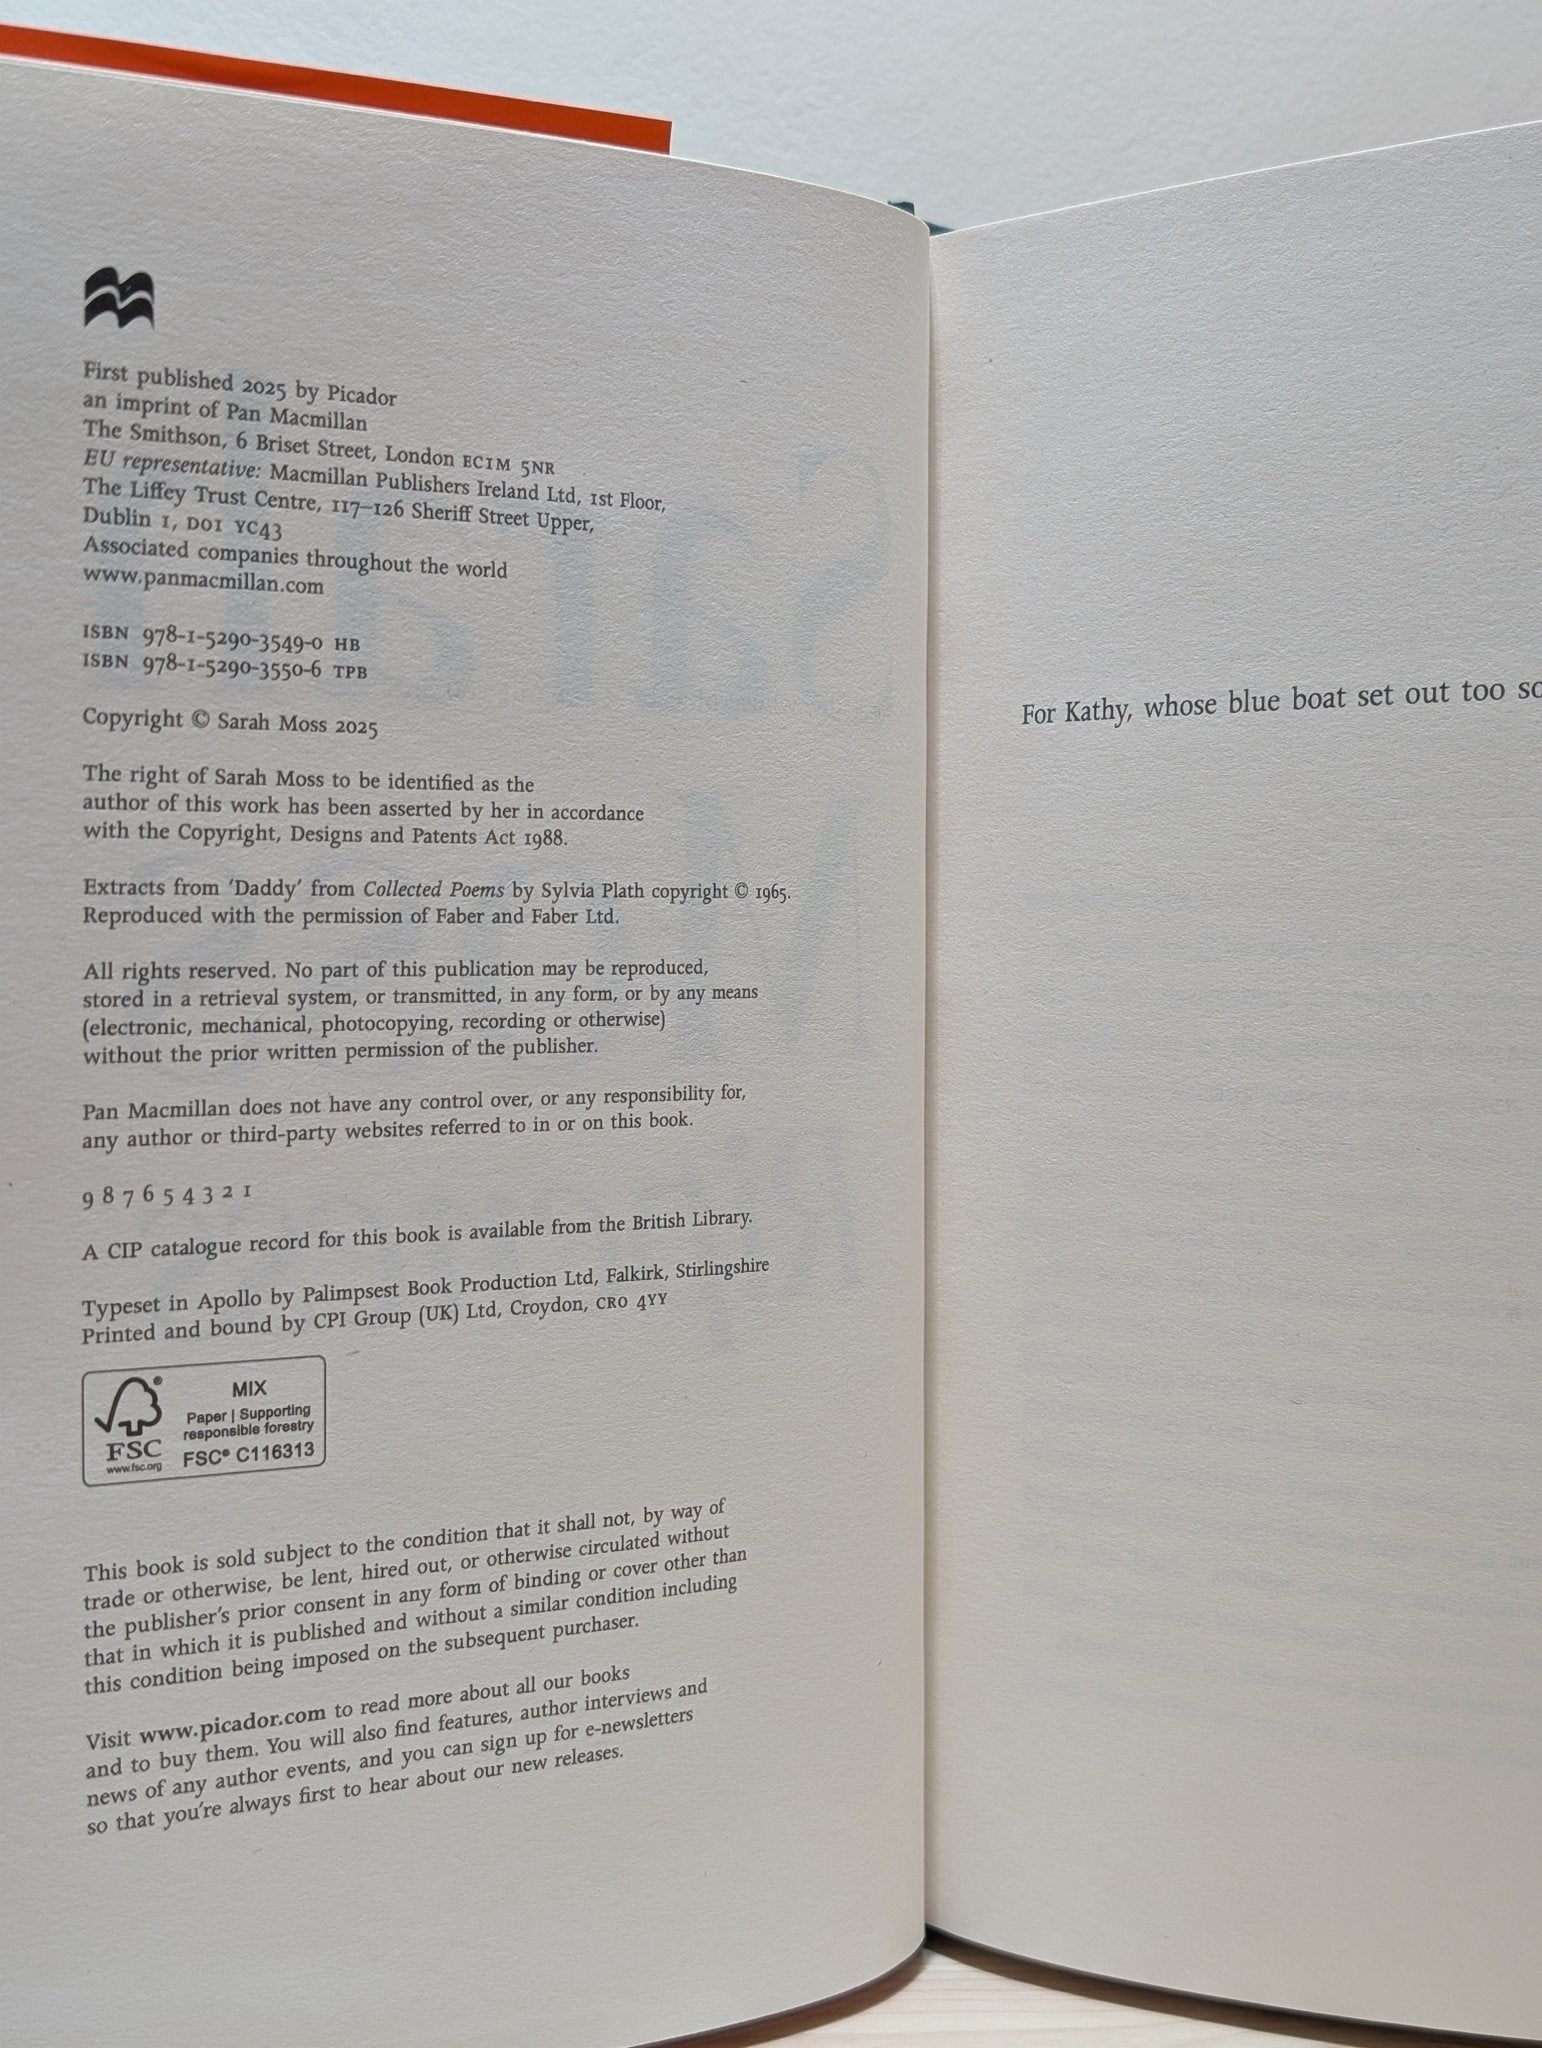 First published 2025 by Picador
an imprint of Pan Macmillan
The Smithson, 6 Briset Street, London EC1M 5NR
EU representative: Macmillan Publishers Ireland Ltd, 1st Floor,
The Liffey Trust Centre, 117–126 Sheriff Street Upper,
Dublin 1, D01 YC43
Associated companies throughout the world
www.panmacmillan.com
ISBN 978-1-5290-3549-0 HB
ISBN 978-1-5290-3550-6 TPB
Copyright © Sarah Moss 2025
The right of Sarah Moss to be identified as the
author of this work has been asserted by her in accordance
with the Copyright, Designs and Patents Act 1988.
Extracts from ‘Daddy’ from Collected Poems by Sylvia Plath copyright © 1965.
Reproduced with the permission of Faber and Faber Ltd.
All rights reserved. No part of this publication may be reproduced,
stored in a retrieval system, or transmitted, in any form, or by any means
(electronic, mechanical, photocopying, recording or otherwise)
without the prior written permission of the publisher.
Pan Macmillan does not have any control over, or any responsibility for,
any author or third-party websites referred to in or on this book.
9 8 7 6 5 4 3 2 1
A CIP catalogue record for this book is available from the British Library.
Typeset in Apollo by Palimpsest Book Production Ltd, Falkirk, Stirlingshire
Printed and bound by CPI Group (UK) Ltd, Croydon, CR0 4YY
FSC
www.fsc.org
MIX
Paper | Supporting
responsible forestry
FSC® C116313
This book is sold subject to the condition that it shall not, by way of
trade or otherwise, be lent, hired out, or otherwise circulated without
the publisher’s prior consent in any form of binding or cover other than
that in which it is published and without a similar condition including
this condition being imposed on the subsequent purchaser.
Visit www.picador.com to read more about all our books
and to buy them. You will also find features, author interviews and
news of any author events, and you can sign up for e-newsletters
so that you’re always first to hear about our new releases.
For Kathy, whose blue boat set out too